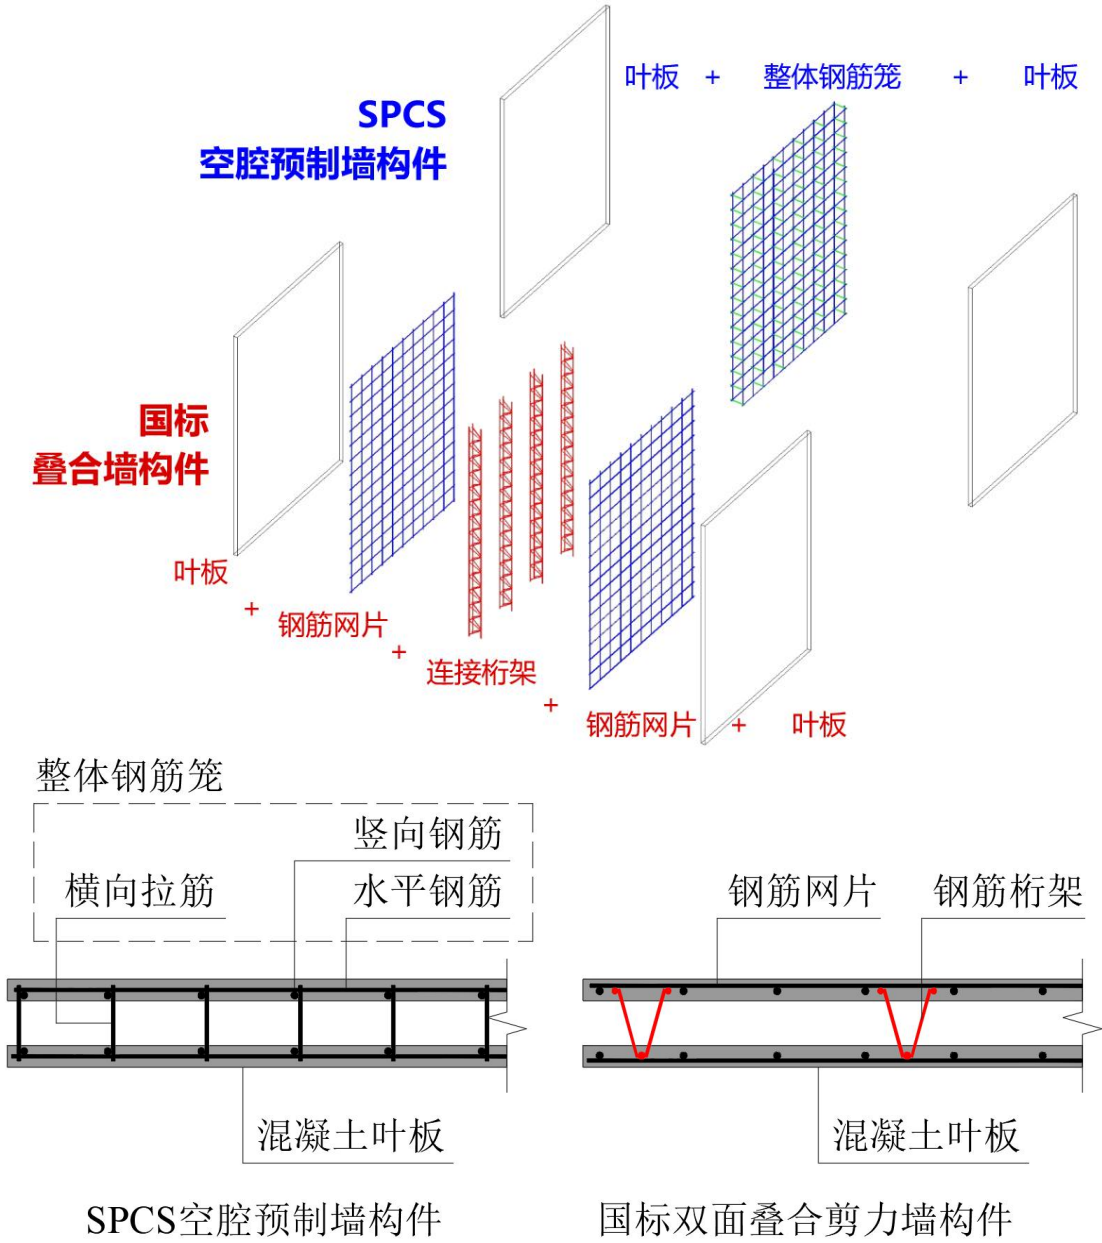 叶板 + 整体钢筋笼 + 叶板
SPCS
空腔预制墙构件
国标
叠合墙构件
叶板
+
钢筋网片
+
连接桁架
+
钢筋网片 + 叶板
整体钢筋笼
竖向钢筋
横向拉筋
水平钢筋
混凝土叶板
SPCS空腔预制墙构件
钢筋网片
钢筋桁架
混凝土叶板
国标双面叠合剪力墙构件